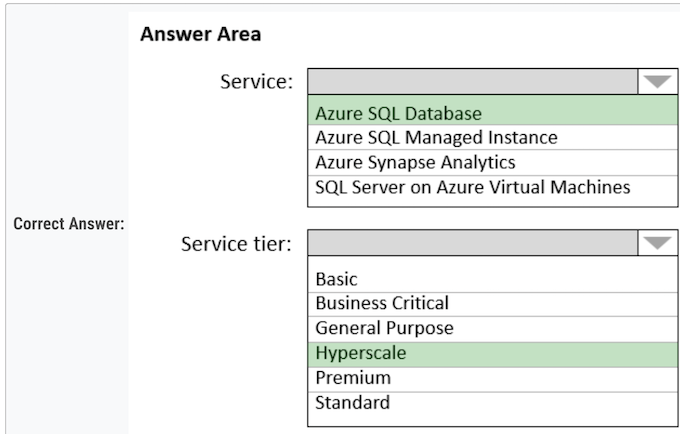 Answer Area
Service:
Azure SQL Database
Azure SQL Managed Instance
Azure Synapse Analytics
SQL Server on Azure Virtual Machines
Correct Answer:
Service tier:
Basic
Business Critical
General Purpose
Hyperscale
Premium
Standard